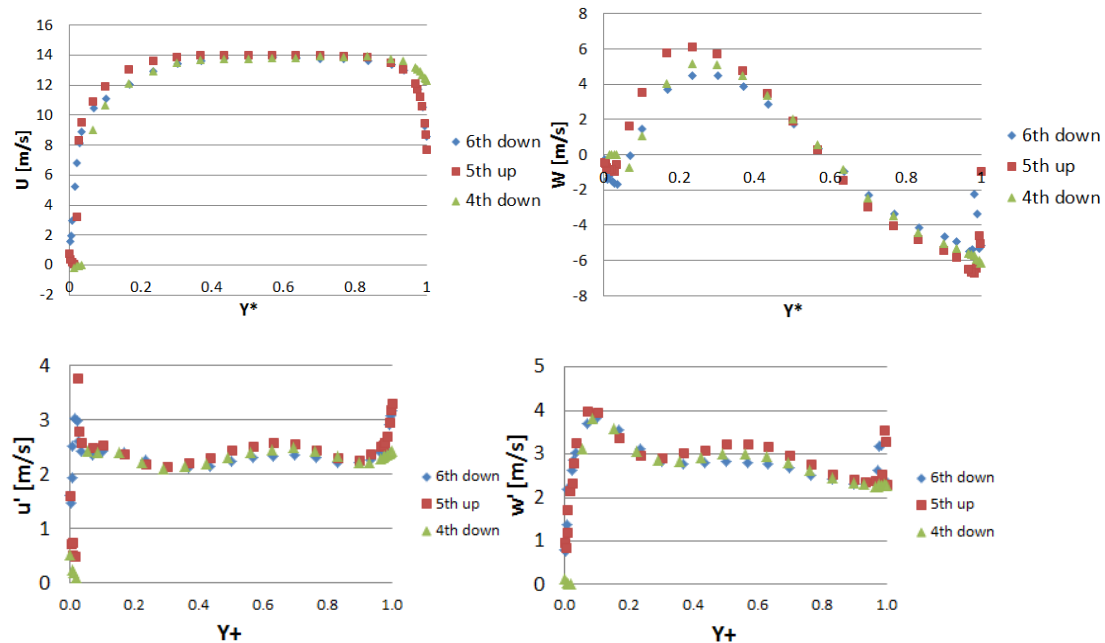 16
14
12
10
8
6
4
2
0
-2
U [m/s]
0 0.2 0.4 0.6 0.8 1
Y*
6th down
5th up
4th down
8
6
4
2
0
-2
-4
-6
-8
W [m/s]
0 0.2 0.4 0.6 0.8 1
Y*
6th down
5th up
4th down
4
3
2
1
0
u' [m/s]
0.0 0.2 0.4 0.6 0.8 1.0
Y+
6th down
5th up
4th down
5
4
3
2
1
0
w' [m/s]
0.0 0.2 0.4 0.6 0.8 1.0
Y+
6th down
5th up
4th down